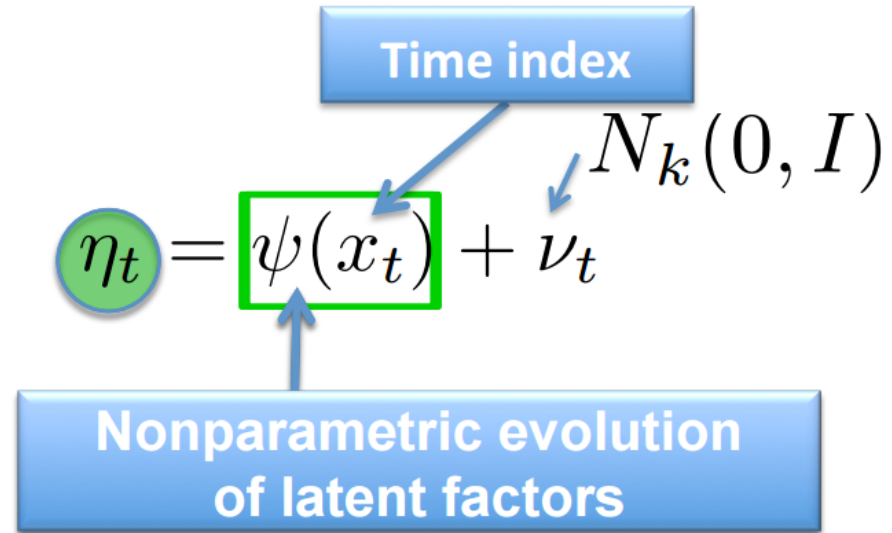 Time index
N_k(0, I)
η_t = ψ(x_t) + ν_t
Nonparametric evolution
of latent factors